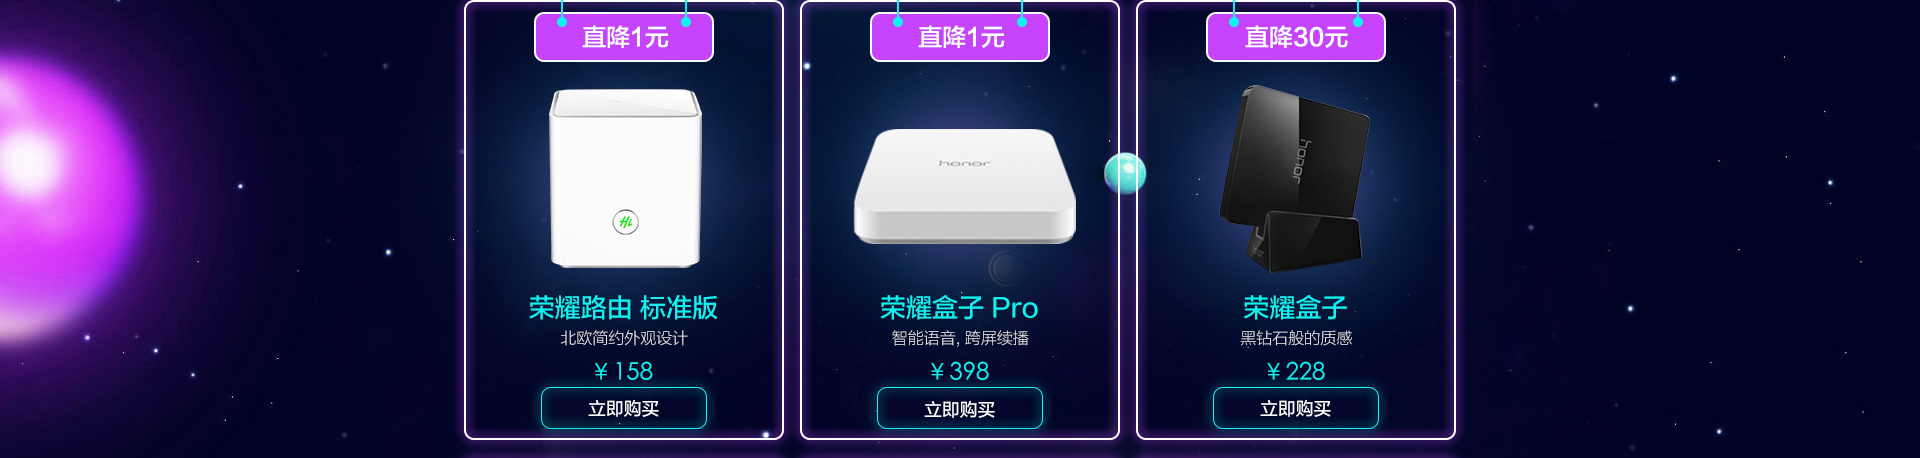 直降1元
荣耀路由 标准版
北欧简约外观设计
￥158
立即购买
直降1元
honor
荣耀盒子 Pro
智能语音, 跨屏续播
￥398
立即购买
直降30元
honor
荣耀盒子
黑钻石般的质感
￥228
立即购买